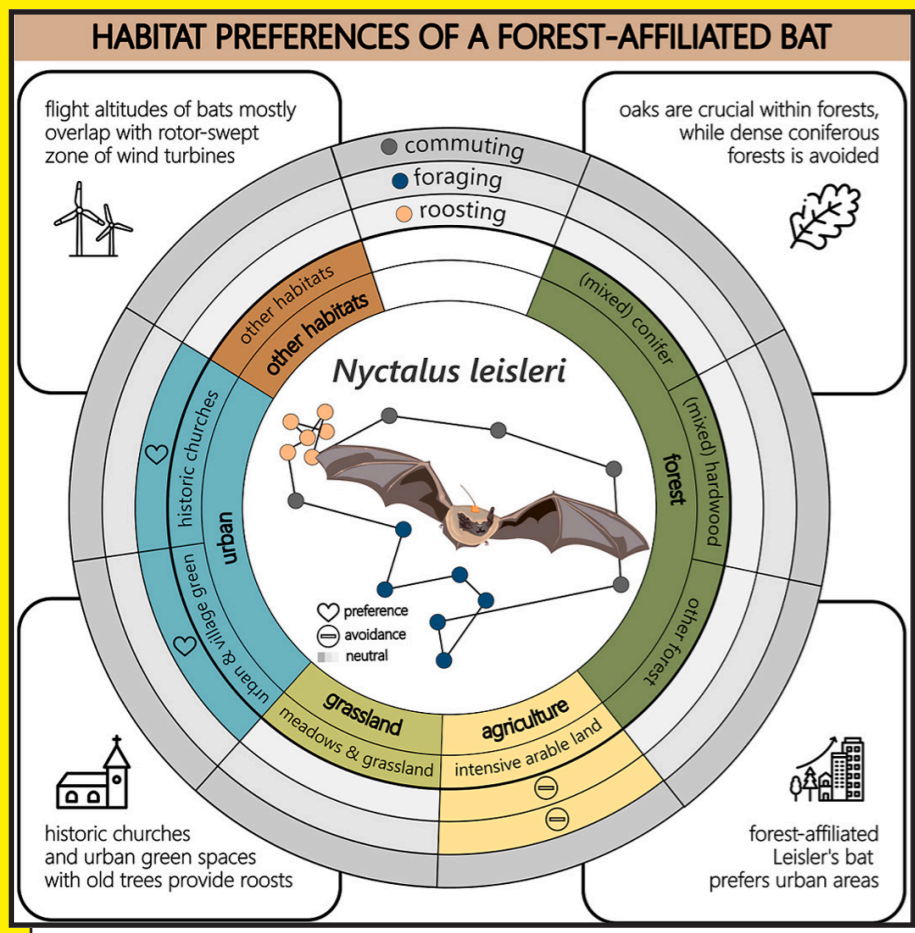 HABITAT PREFERENCES OF A FOREST-AFFILIATED BAT
flight altitudes of bats mostly
overlap with rotor-swept
zone of wind turbines
oaks are crucial within forests,
while dense coniferous
forests is avoided
commuting
foraging
roosting
other habitats
other habitats
(mixed) conifer
(mixed) hardwood
forest
other forest
historic churches
urban
urban & village green
Nyctalus leisleri
preference
avoidance
neutral
grassland
meadows & grassland
agriculture
intensive arable land
historic churches
and urban green spaces
with old trees provide roosts
forest-affiliated
Leisler's bat
prefers urban areas